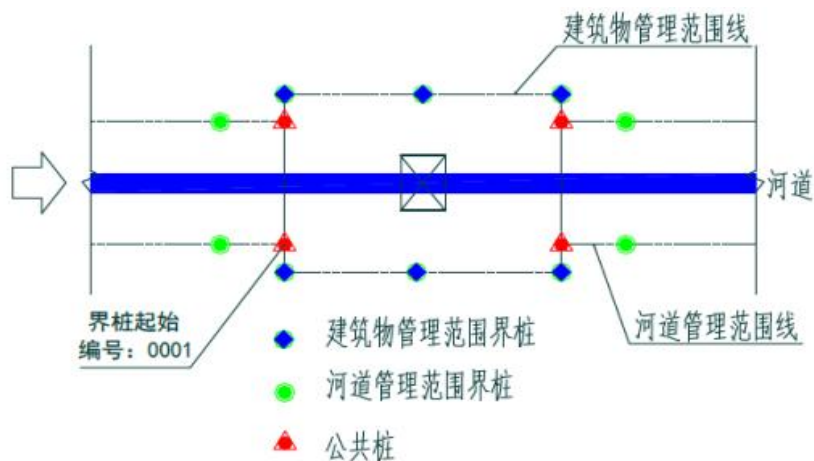 建筑物管理范围线
河道
界桩起始
编号：0001
河道管理范围线
建筑物管理范围界桩
河道管理范围界桩
公共桩